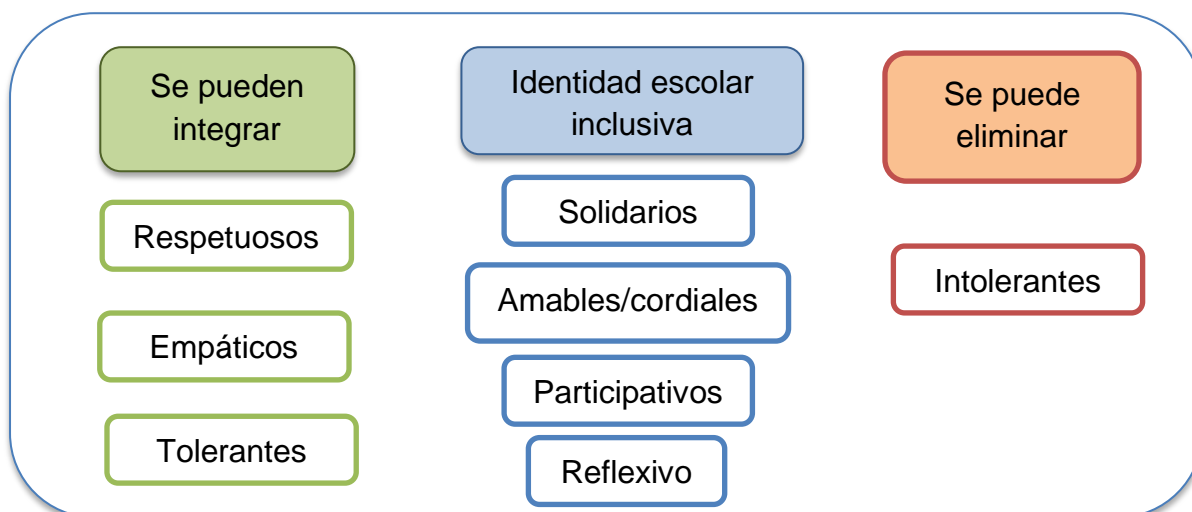 Se pueden
integrar
Respetuosos
Empáticos
Tolerantes
Identidad escolar
inclusiva
Solidarios
Amables/cordiales
Participativos
Reflexivo
Se puede
eliminar
Intolerantes